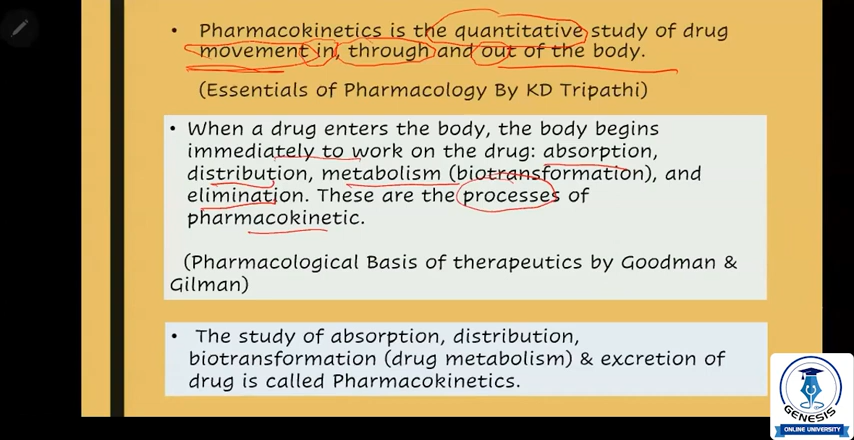 • Pharmacokinetics is the quantitative study of drug
movement in, through and out of the body.
(Essentials of Pharmacology By KD Tripathi)
• When a drug enters the body, the body begins
immediately to work on the drug: absorption,
distribution, metabolism (biotransformation), and
elimination. These are the processes of
pharmacokinetic.
(Pharmacological Basis of therapeutics by Goodman &
Gilman)
• The study of absorption, distribution,
biotransformation (drug metabolism) & excretion of
drug is called Pharmacokinetics.
GENESIS
ONLINE UNIVERSITY